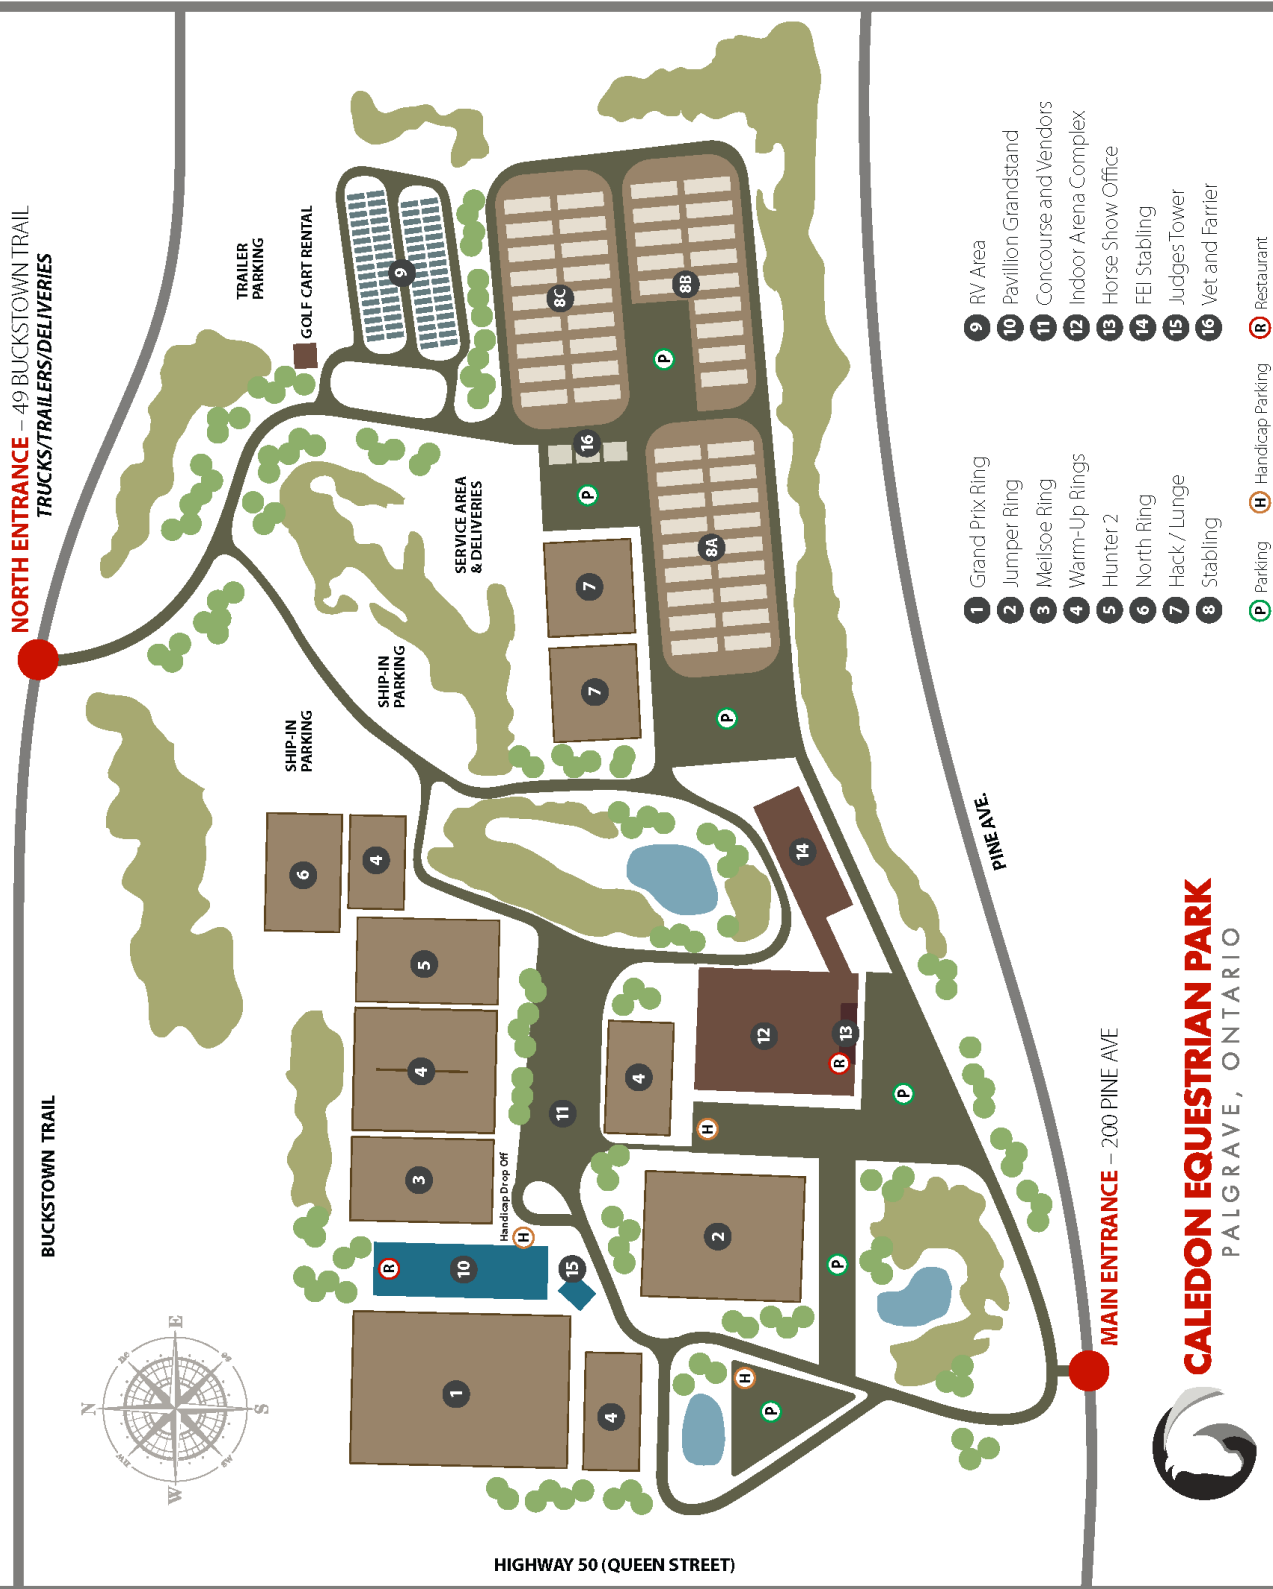 NORTH ENTRANCE – 49 BUCKSTOWN TRAIL
TRUCKS/TRAILERS/DELIVERIES
BUCKSTOWN TRAIL
N
E
S
W
TRAILER
PARKING
GOLF CART RENTAL
SHIP-IN
PARKING
SHIP-IN
PARKING
SERVICE AREA
& DELIVERIES
9
8C
8B
8A
16
7
7
6
4
5
4
3
Handicap Drop Off
H
R
10
15
1
4
11
4
2
12
13
R
14
H
H
P
P
P
P
P
P
P
HIGHWAY 50 (QUEEN STREET)
PINE AVE.
MAIN ENTRANCE – 200 PINE AVE
1 Grand Prix Ring
2 Jumper Ring
3 Meilsoe Ring
4 Warm-Up Rings
5 Hunter 2
6 North Ring
7 Hack / Lunge
8 Stabling
9 RV Area
10 Pavillion Grandstand
11 Concourse and Vendors
12 Indoor Arena Complex
13 Horse Show Office
14 FEI Stabling
15 Judges Tower
16 Vet and Farrier
P Parking
H Handicap Parking
R Restaurant
CALEDON EQUESTRIAN PARK
PALGRAVE, ONTARIO